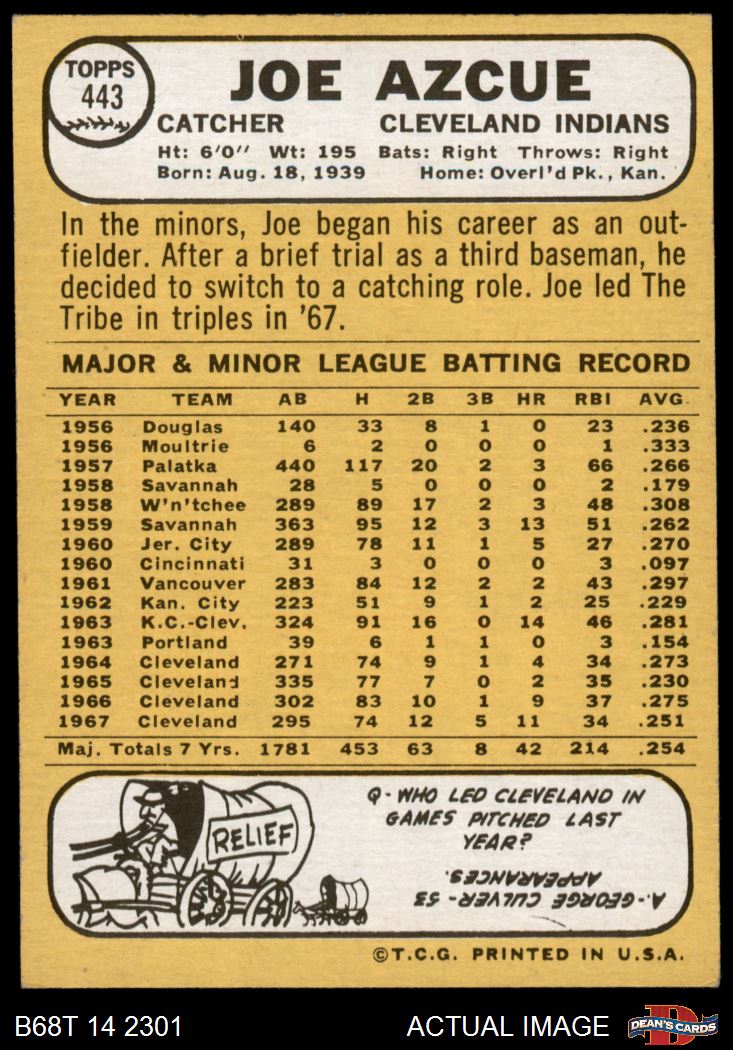 TOPPS
443
JOE AZCUE
CATCHER CLEVELAND INDIANS
Ht: 6'0" Wt: 195 Bats: Right Throws: Right
Born: Aug. 18, 1939 Home: Overl'd Pk., Kan.
In the minors, Joe began his career as an out-
fielder. After a brief trial as a third baseman, he
decided to switch to a catching role. Joe led The
Tribe in triples in '67.
MAJOR & MINOR LEAGUE BATTING RECORD
YEAR TEAM AB H 2B 3B HR RBI AVG.
1956 Douglas 140 33 8 1 0 23 .236
1956 Moultrie 6 2 0 0 0 1 .333
1957 Palatka 440 117 20 2 3 66 .266
1958 Savannah 28 5 0 0 0 2 .179
1958 W'n'tchee 289 89 17 2 3 48 .308
1959 Savannah 363 95 12 3 13 51 .262
1960 Jer. City 289 78 11 1 5 27 .270
1960 Cincinnati 31 3 0 0 0 3 .097
1961 Vancouver 283 84 12 2 2 43 .297
1962 Kan. City 223 51 9 1 2 25 .229
1963 K.C.-Clev. 324 91 16 0 14 46 .281
1963 Portland 39 6 1 1 0 3 .154
1964 Cleveland 271 74 9 1 4 34 .273
1965 Cleveland 335 77 7 0 2 35 .230
1966 Cleveland 302 83 10 1 9 37 .275
1967 Cleveland 295 74 12 5 11 34 .251
Maj. Totals 7 Yrs. 1781 453 63 8 42 214 .254
RELIEF
Q-WHO LED CLEVELAND IN
GAMES PITCHED LAST
YEAR?
A-GEORGE CULVER-53
APPEARANCES.
©T.C.G. PRINTED IN U.S.A.
B68T 14 2301 ACTUAL IMAGE
DEAN'S CARDS